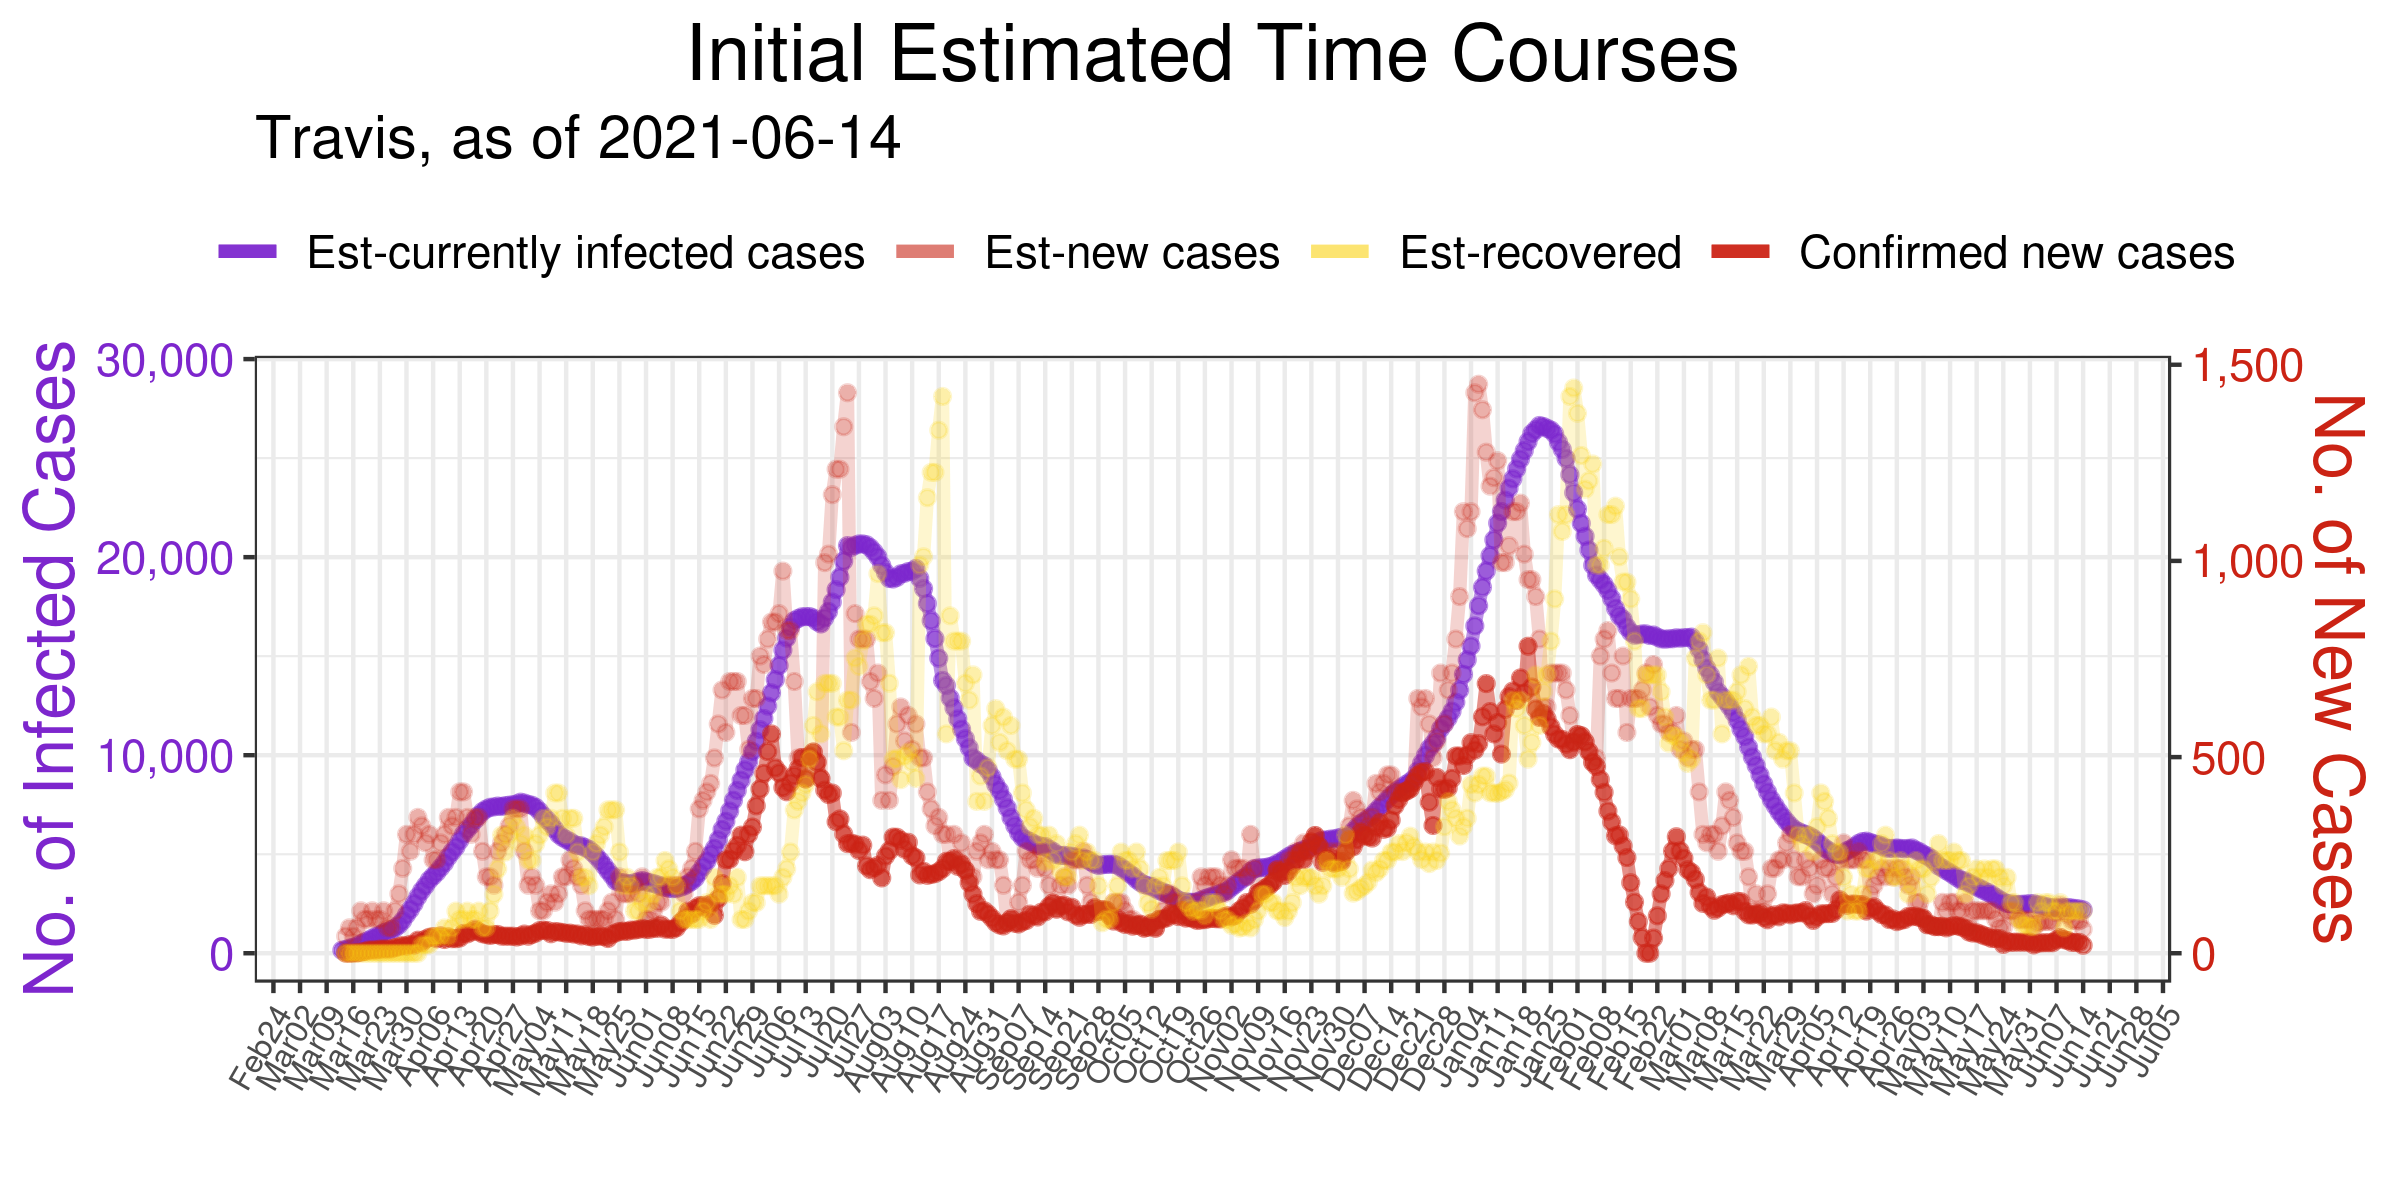 Initial Estimated Time Courses
Travis, as of 2021-06-14
Est-currently infected cases
Est-new cases
Est-recovered
Confirmed new cases
No. of Infected Cases
30,000
20,000
10,000
0
1,500
1,000
500
0
No. of New Cases
Feb24
Mar02
Mar09
Mar16
Mar23
Mar30
Apr06
Apr13
Apr20
Apr27
May04
May11
May18
May25
Jun01
Jun08
Jun15
Jun22
Jun29
Jul06
Jul13
Jul20
Jul27
Aug03
Aug10
Aug17
Aug24
Aug31
Sep07
Sep14
Sep21
Sep28
Oct05
Oct12
Oct19
Oct26
Nov02
Nov09
Nov16
Nov23
Nov30
Dec07
Dec14
Dec21
Dec28
Jan04
Jan11
Jan18
Jan25
Feb01
Feb08
Feb15
Feb22
Mar01
Mar08
Mar15
Mar22
Mar29
Apr05
Apr12
Apr19
Apr26
May03
May10
May17
May24
May31
Jun07
Jun14
Jun21
Jun28
Jul05